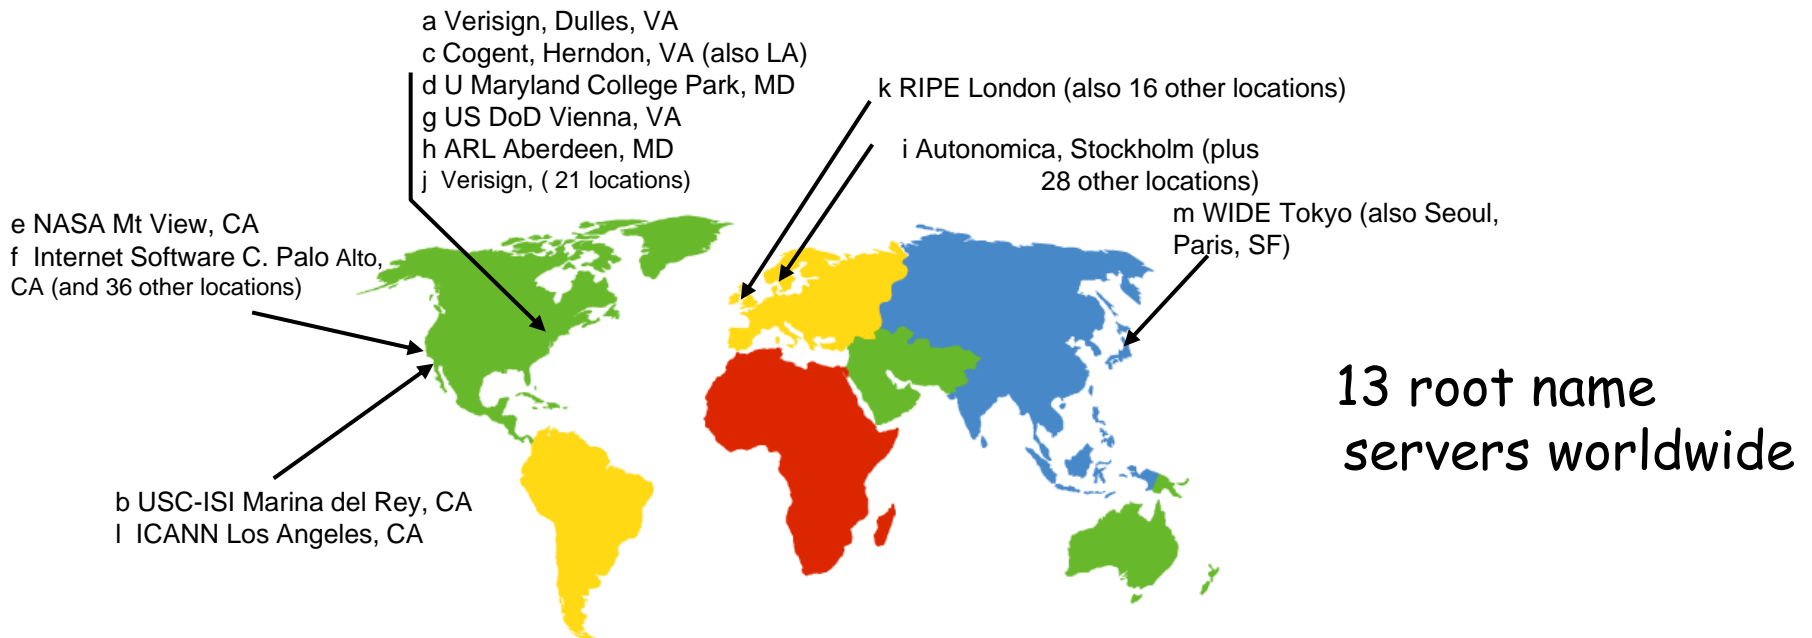 a Verisign, Dulles, VA
c Cogent, Herndon, VA (also LA)
d U Maryland College Park, MD
g US DoD Vienna, VA
h ARL Aberdeen, MD
j Verisign, ( 21 locations)
k RIPE London (also 16 other locations)
i Autonomica, Stockholm (plus
28 other locations)
m WIDE Tokyo (also Seoul,
Paris, SF)
e NASA Mt View, CA
f Internet Software C. Palo Alto,
CA (and 36 other locations)
13 root name
servers worldwide
b USC-ISI Marina del Rey, CA
l ICANN Los Angeles, CA